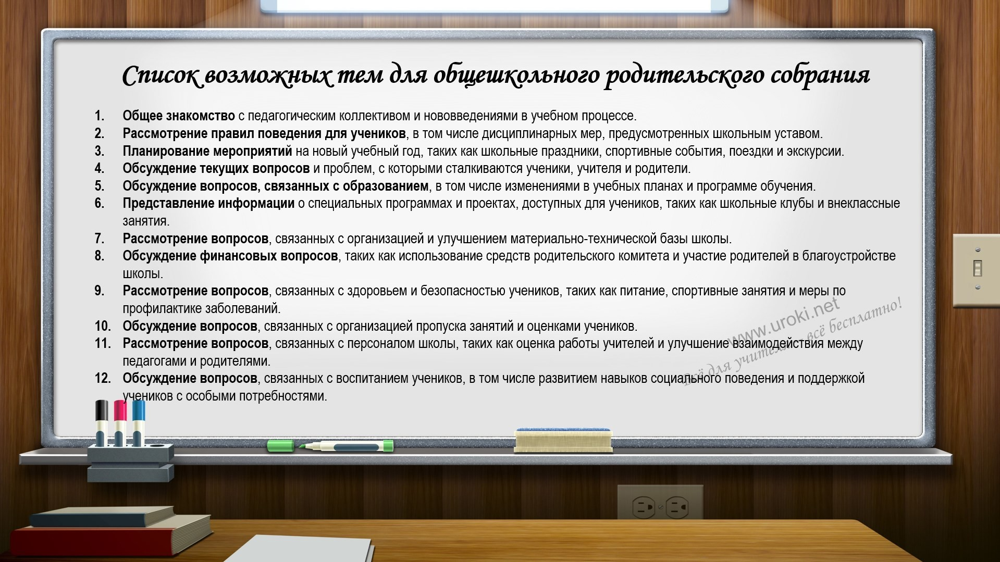 Список возможных тем для общешкольного родительского собрания
1. Общее знакомство с педагогическим коллективом и нововведениями в учебном процессе.
2. Рассмотрение правил поведения для учеников, в том числе дисциплинарных мер, предусмотренных школьным уставом.
3. Планирование мероприятий на новый учебный год, таких как школьные праздники, спортивные события, поездки и экскурсии.
4. Обсуждение текущих вопросов и проблем, с которыми сталкиваются ученики, учителя и родители.
5. Обсуждение вопросов, связанных с образованием, в том числе изменениями в учебных планах и программе обучения.
6. Представление информации о специальных программах и проектах, доступных для учеников, таких как школьные клубы и внеклассные
занятия.
7. Рассмотрение вопросов, связанных с организацией и улучшением материально-технической базы школы.
8. Обсуждение финансовых вопросов, таких как использование средств родительского комитета и участие родителей в благоустройстве
школы.
9. Рассмотрение вопросов, связанных с здоровьем и безопасностью учеников, таких как питание, спортивные занятия и меры по
профилактике заболеваний.
10. Обсуждение вопросов, связанных с организацией пропуска занятий и оценками учеников.
11. Рассмотрение вопросов, связанных с персоналом школы, таких как оценка работы учителей и улучшение взаимодействия между
педагогами и родителями.
12. Обсуждение вопросов, связанных с воспитанием учеников, в том числе развитием навыков социального поведения и поддержкой
учеников с особыми потребностями.
www.uroki.net
Всё для учителя – всё бесплатно!